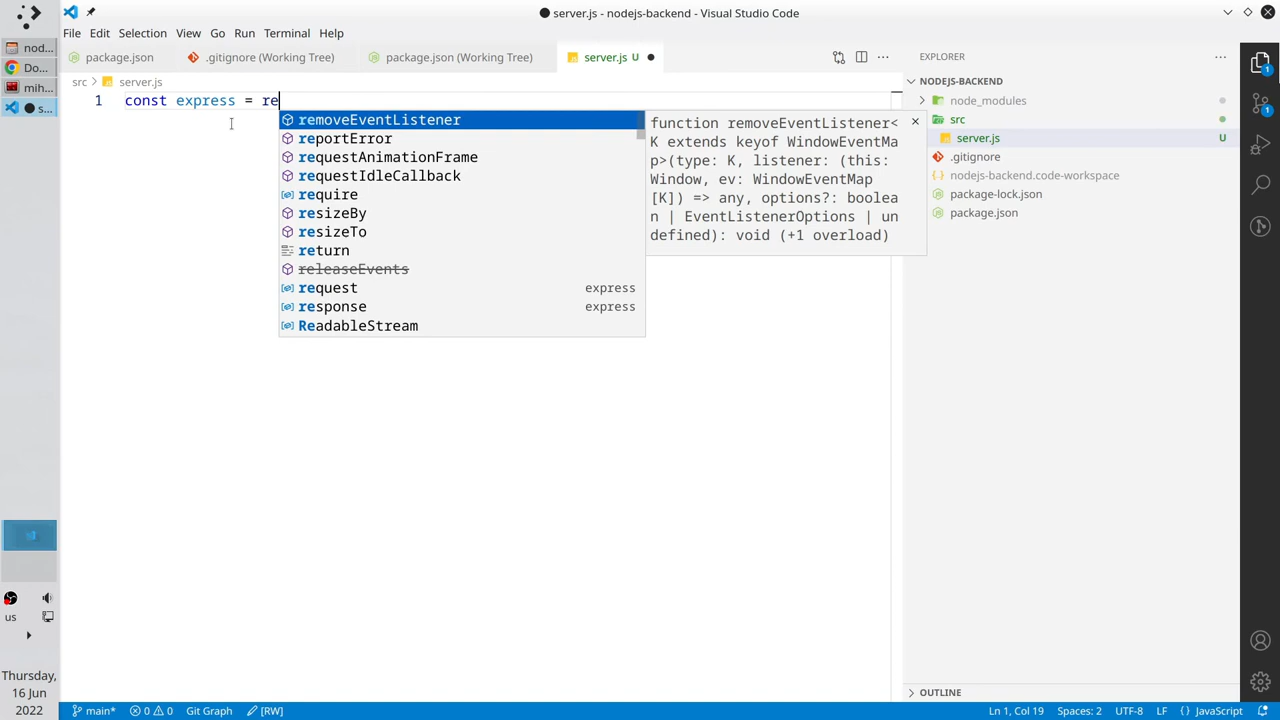 server.js - nodejs-backend - Visual Studio Code
File Edit Selection View Go Run Terminal Help
package.json .gitignore (Working Tree) package.json (Working Tree) server.js U
src > server.js
1 const express = re
removeEventListener
reportError
requestAnimationFrame
requestIdleCallback
require
resizeBy
resizeTo
return
releaseEvents
request express
response express
ReadableStream
function removeEventListener<
K extends keyof WindowEventMa
p>(type: K, listener: (this:
Window, ev: WindowEventMap
[K]) => any, options?: boolea
n | EventListenerOptions | un
defined): void (+1 overload)
EXPLORER
NODEJS-BACKEND
node_modules
src
server.js U
.gitignore
nodejs-backend.code-workspace
package-lock.json
package.json
OUTLINE
1
1
nod...
Do...
mih...
s...
us
Thursday,
16 Jun
2022
main* 0 0 Git Graph [RW] Ln 1, Col 19 Spaces: 2 UTF-8 LF {} JavaScript